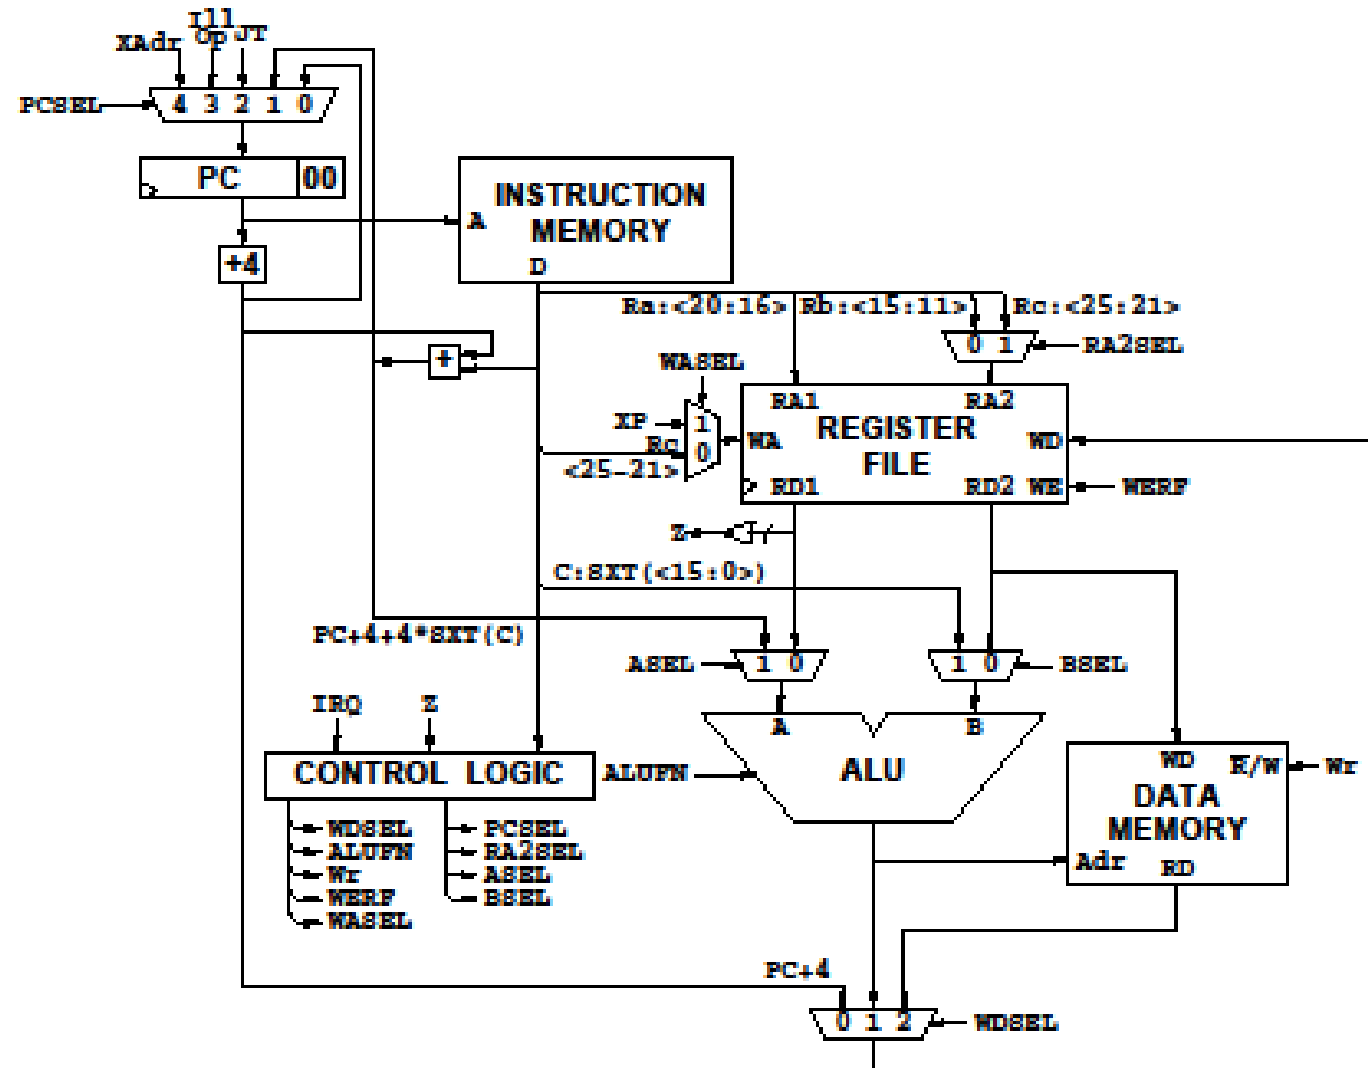 Ill
XAdr Op JT
PCSEL 4 3 2 1 0
PC 00
INSTRUCTION
MEMORY
A
D
+4
Ra:<20:16> Rb:<15:11> Rc:<25:21>
+
0 1 RA2SEL
WASEL
XP 1
Rc 0
<25-21>
RA1 RA2
WA REGISTER WD
FILE
RD1 RD2 WE WERF
Z
C:SXT(<15:0>)
PC+4+4*SXT(C)
ASEL 1 0 1 0 BSEL
IRQ Z
A B
CONTROL LOGIC
ALUFN ALU
WD R/W Wr
DATA
MEMORY
Adr RD
WDSEL PCSEL
ALUFN RA2SEL
Wr ASEL
WERF BSEL
WASEL
PC+4
0 1 2 WDSEL